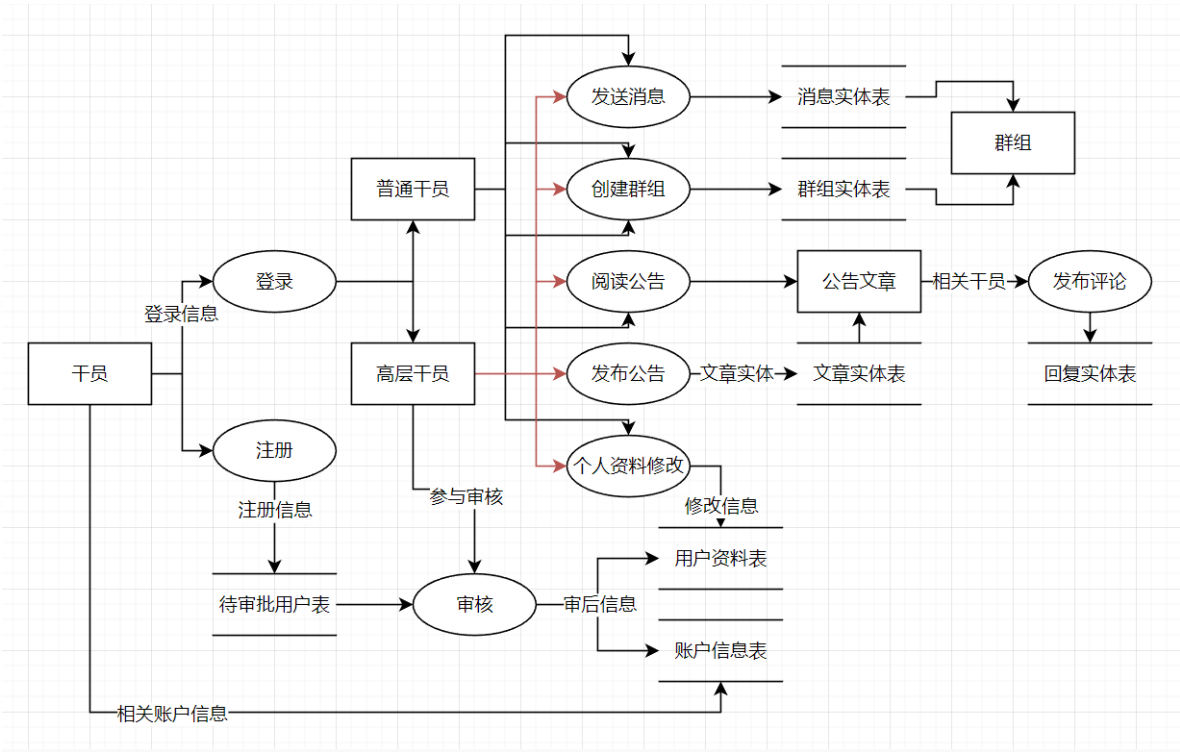 发送消息
消息实体表
群组
普通干员
创建群组
群组实体表
登录
阅读公告
公告文章
相关干员
发布评论
登录信息
干员
高层干员
发布公告
文章实体
文章实体表
回复实体表
注册
个人资料修改
参与审核
修改信息
注册信息
用户资料表
待审批用户表
审核
审后信息
账户信息表
相关账户信息